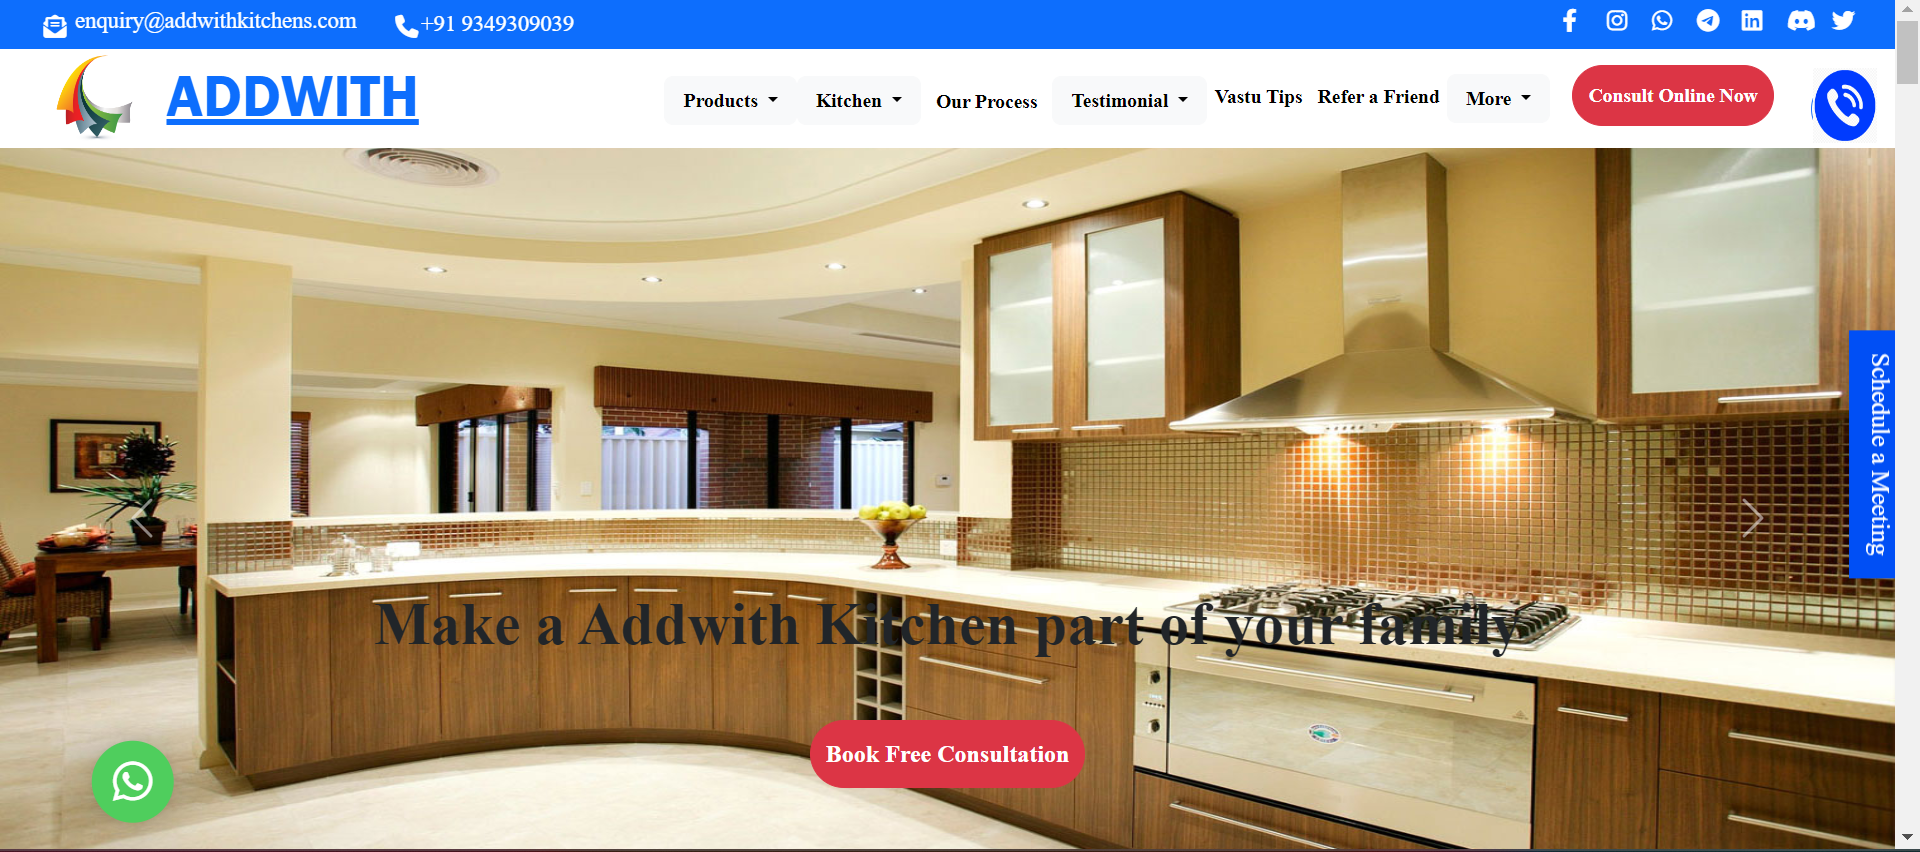 enquiry@addwithkitchens.com
+91 9349309039
ADDWITH
Products
Kitchen
Our Process
Testimonial
Vastu Tips
Refer a Friend
More
Consult Online Now
Schedule a Meeting
Make a Addwith Kitchen part of your family
Book Free Consultation